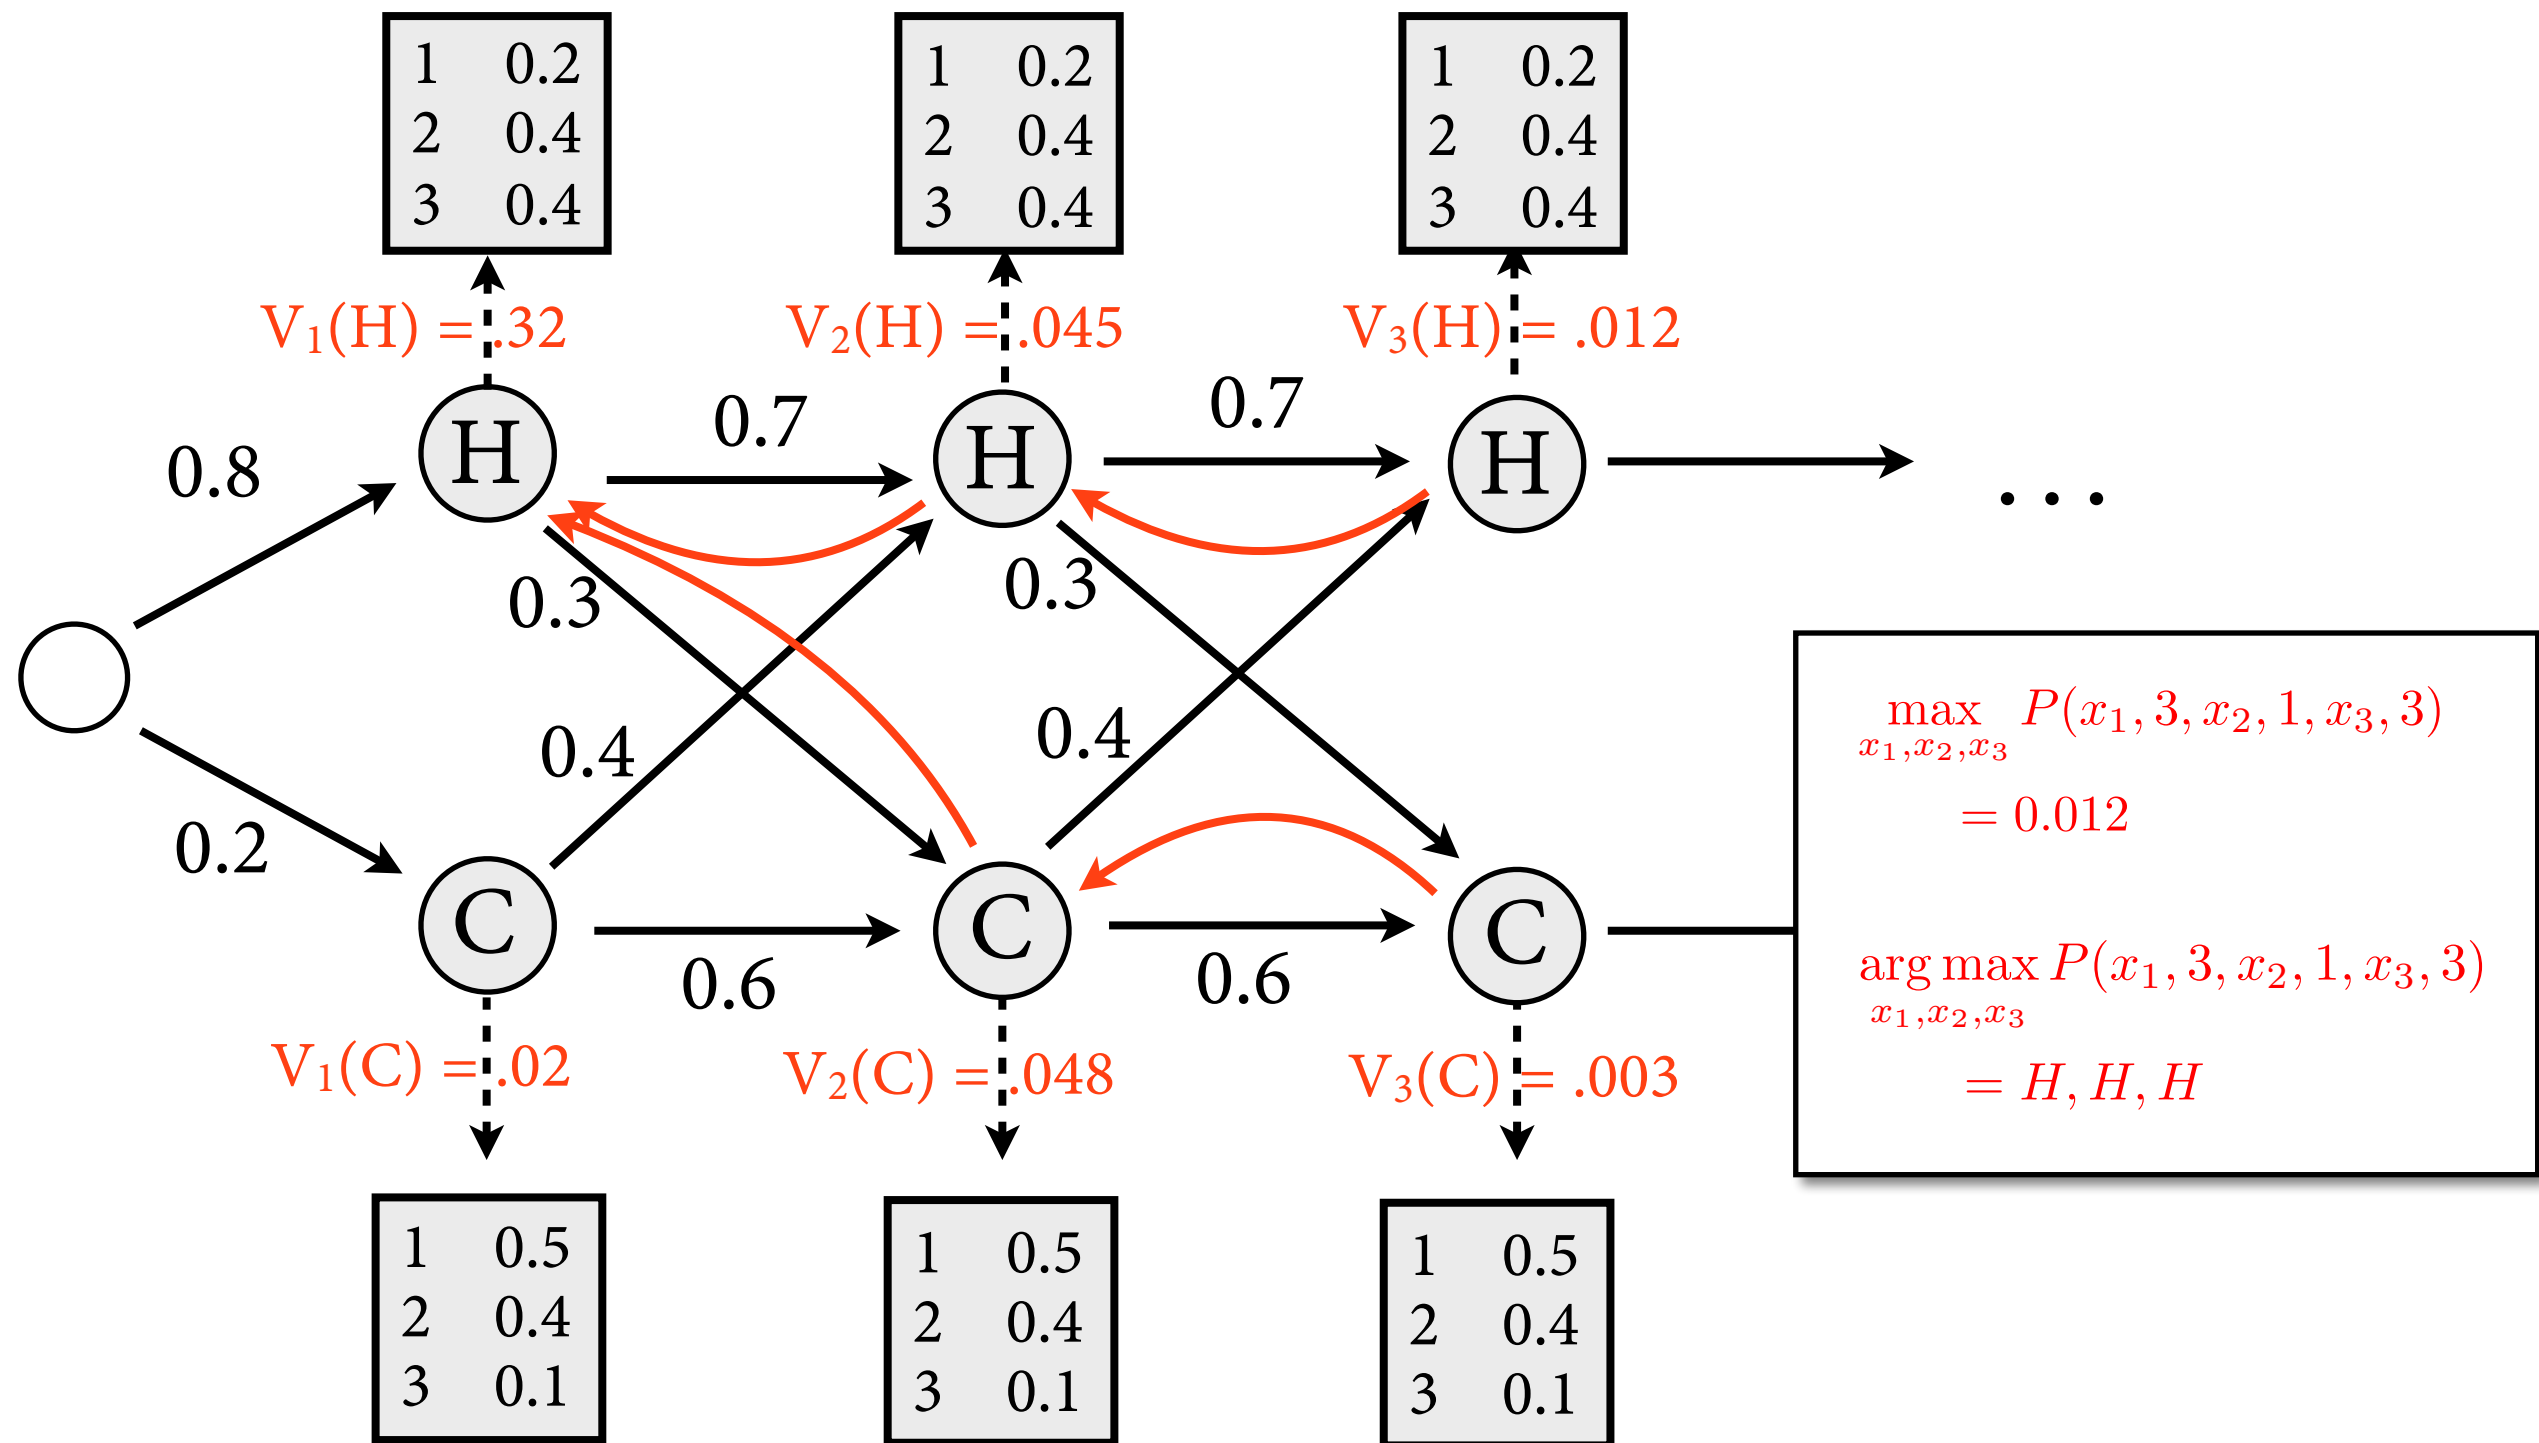 1 0.2
2 0.4
3 0.4
1 0.2
2 0.4
3 0.4
1 0.2
2 0.4
3 0.4
V₁(H) = .32
V₂(H) = .045
V₃(H) = .012
0.8
H
0.7
H
0.7
H
...
0.3
0.3
0.4
0.4
0.2
C
0.6
C
0.6
C
V₁(C) = .02
V₂(C) = .048
V₃(C) = .003
1 0.5
2 0.4
3 0.1
1 0.5
2 0.4
3 0.1
1 0.5
2 0.4
3 0.1
max P(x₁, 3, x₂, 1, x₃, 3)
x₁,x₂,x₃
= 0.012
arg max P(x₁, 3, x₂, 1, x₃, 3)
x₁,x₂,x₃
= H, H, H